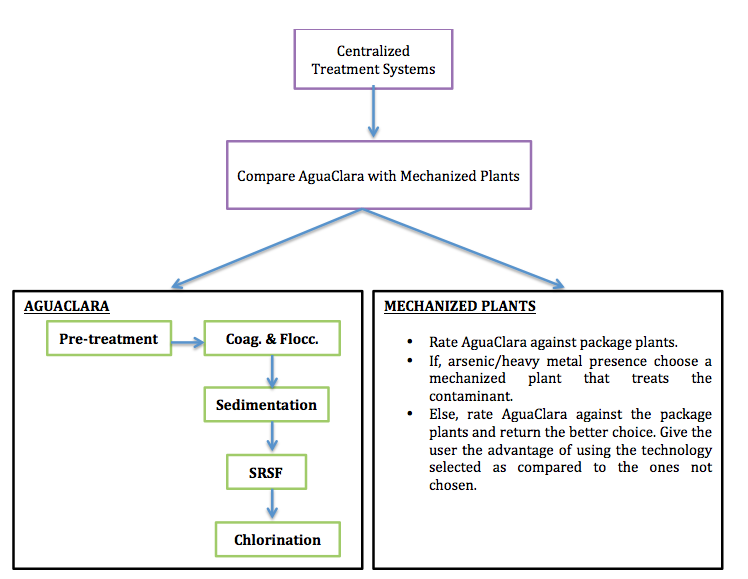 Centralized
Treatment Systems
Compare AguaClara with Mechanized Plants
AGUACLARA
Pre-treatment
Coag. & Flocc.
Sedimentation
SRSF
Chlorination
MECHANIZED PLANTS
• Rate AguaClara against package plants.
• If, arsenic/heavy metal presence choose a
mechanized plant that treats the
contaminant.
• Else, rate AguaClara against the package
plants and return the better choice. Give the
user the advantage of using the technology
selected as compared to the ones not
chosen.